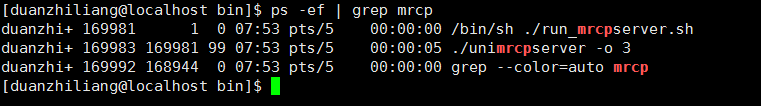 [duanzhiliang@localhost bin]$ ps -ef | grep mrcp
duanzhi+ 169981      1  0 07:53 pts/5    00:00:00 /bin/sh ./run_mrcpserver.sh
duanzhi+ 169983 169981 99 07:53 pts/5    00:00:05 ./unimrcpserver -o 3
duanzhi+ 169992 168944  0 07:53 pts/5    00:00:00 grep --color=auto mrcp
[duanzhiliang@localhost bin]$